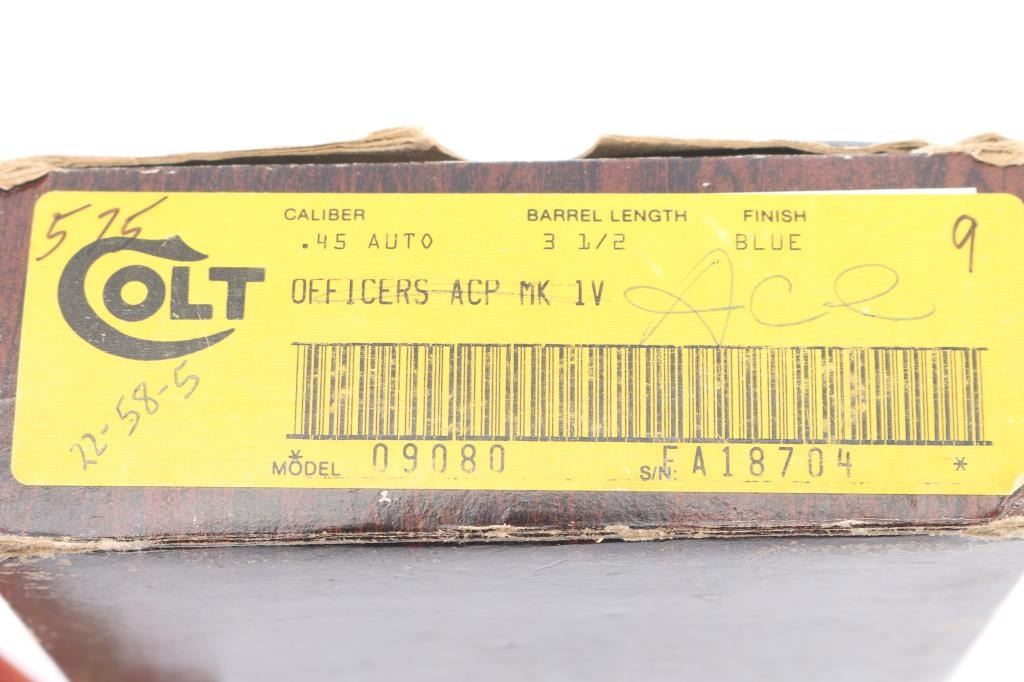 575
COLT
CALIBER BARREL LENGTH FINISH
.45 AUTO 3 1/2 BLUE
9
OFFICERS ACP MK 1V Ace
22-58-5
* MODEL 09080 S/N: FA18704 *